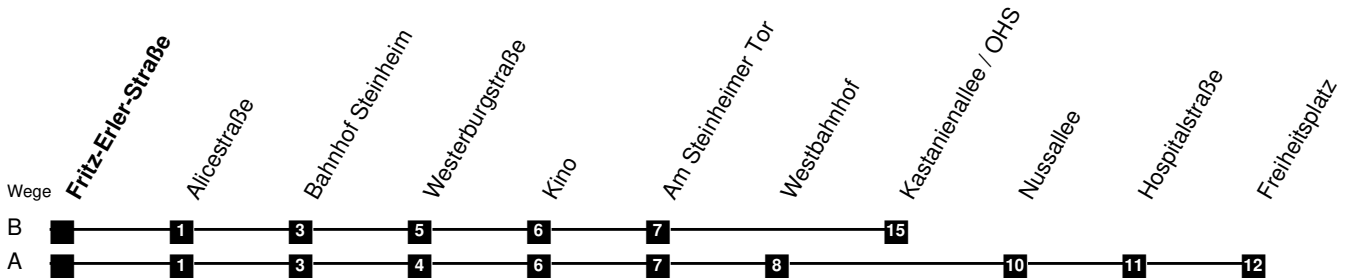 Fritz-Erler-Straße
Alicestraße
Bahnhof Steinheim
Westerburgstraße
Kino
Am Steinheimer Tor
Westbahnhof
Kastanienallee / OHS
Nussallee
Hospitalstraße
Freiheitsplatz
Wege
B 1 3 5 6 7 15
A 1 3 4 6 7 8 10 11 12